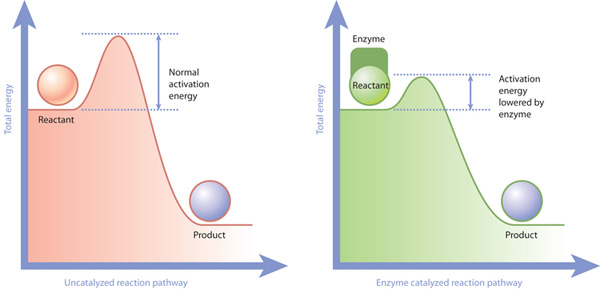 Total energy
Normal
activation
energy
Reactant
Product
Uncatalyzed reaction pathway
Total energy
Enzyme
Reactant
Activation
energy
lowered by
enzyme
Product
Enzyme catalyzed reaction pathway